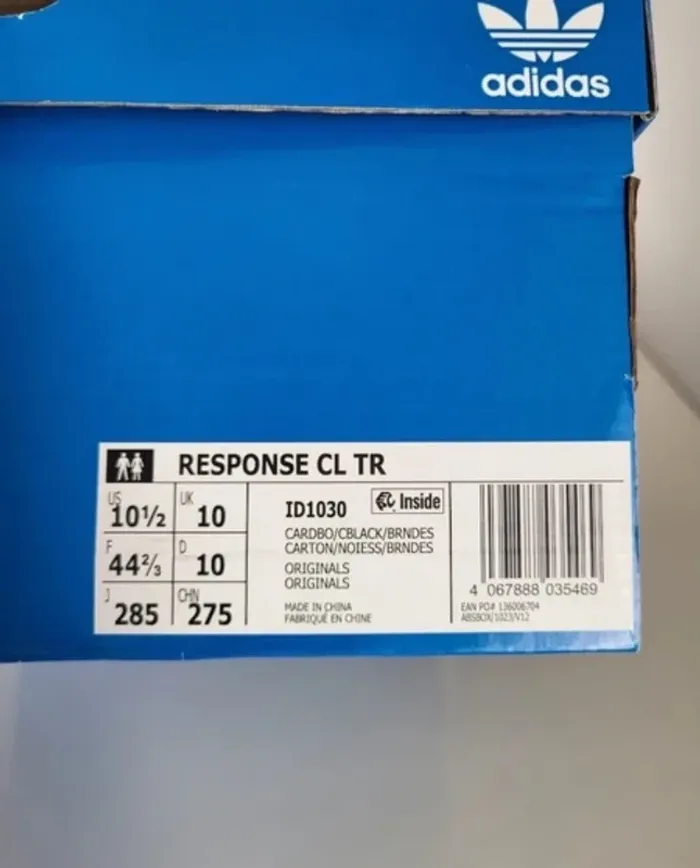 adidas
RESPONSE CL TR
US
10½
UK
10
F
44⅔
D
10
J
285
CHN
275
ID1030
Inside
CARDBO/CBLACK/BRNDES
CARTON/NOIESS/BRNDES
ORIGINALS
ORIGINALS
MADE IN CHINA
FABRIQUÉ EN CHINE
4 067888 035469
EAN PO# 136006704
ABSBOX/1023/V12